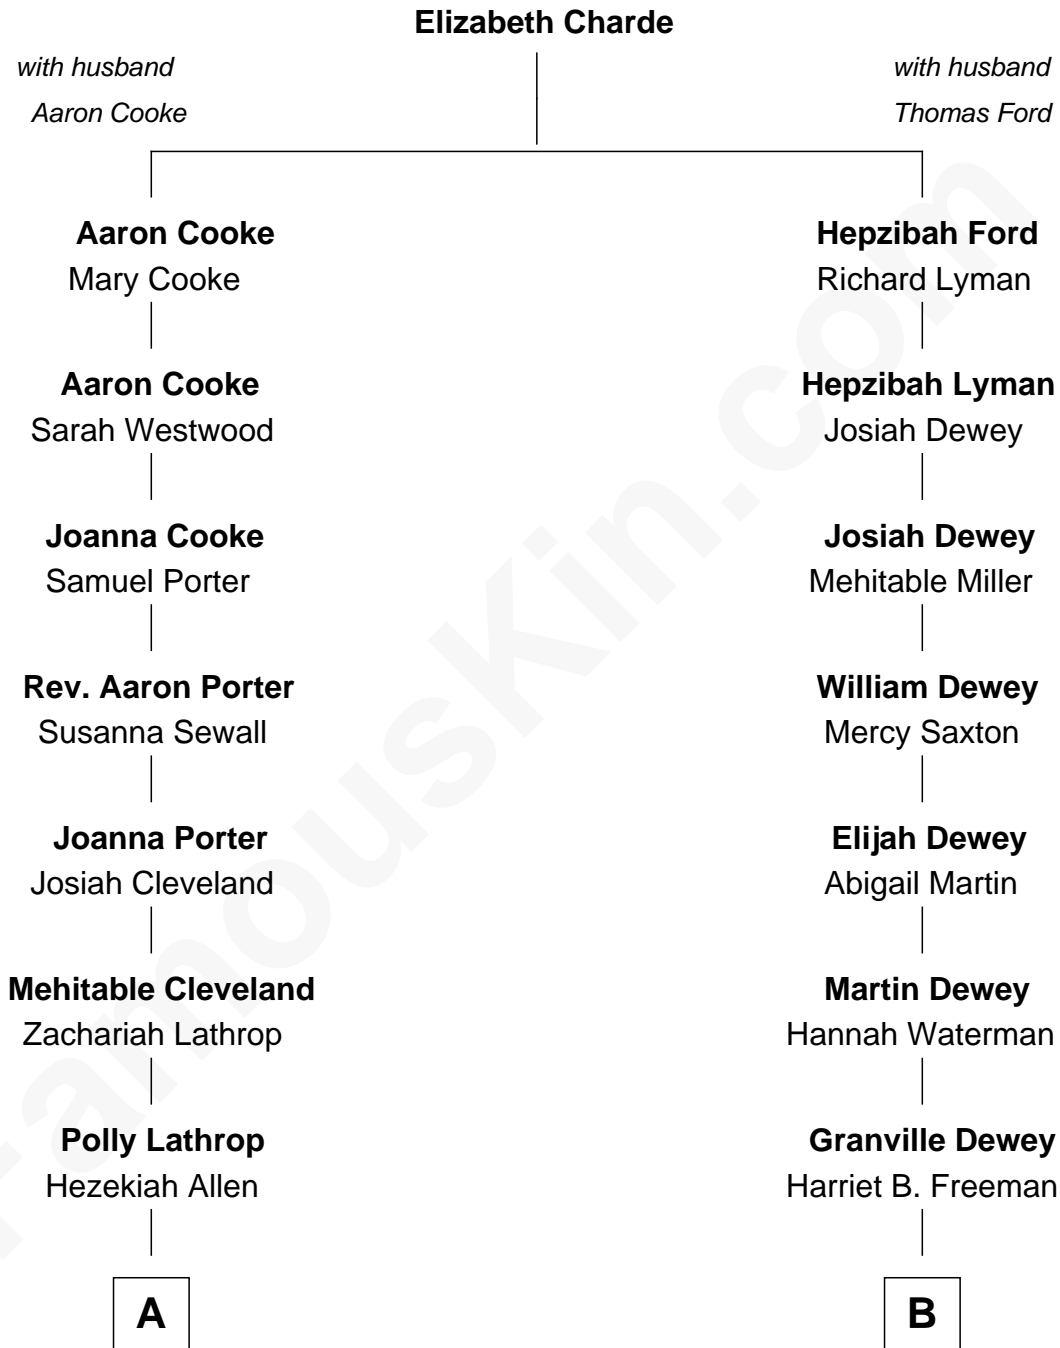 Elizabeth Charde
with husband
Aaron Cooke
with husband
Thomas Ford
Aaron Cooke
Mary Cooke
Hepzibah Ford
Richard Lyman
Aaron Cooke
Sarah Westwood
Hepzibah Lyman
Josiah Dewey
Joanna Cooke
Samuel Porter
Josiah Dewey
Mehitable Miller
Rev. Aaron Porter
Susanna Sewall
William Dewey
Mercy Saxton
Joanna Porter
Josiah Cleveland
Elijah Dewey
Abigail Martin
Mehitable Cleveland
Zachariah Lathrop
Martin Dewey
Hannah Waterman
Polly Lathrop
Hezekiah Allen
Granville Dewey
Harriet B. Freeman
A
B
FamousKin.com